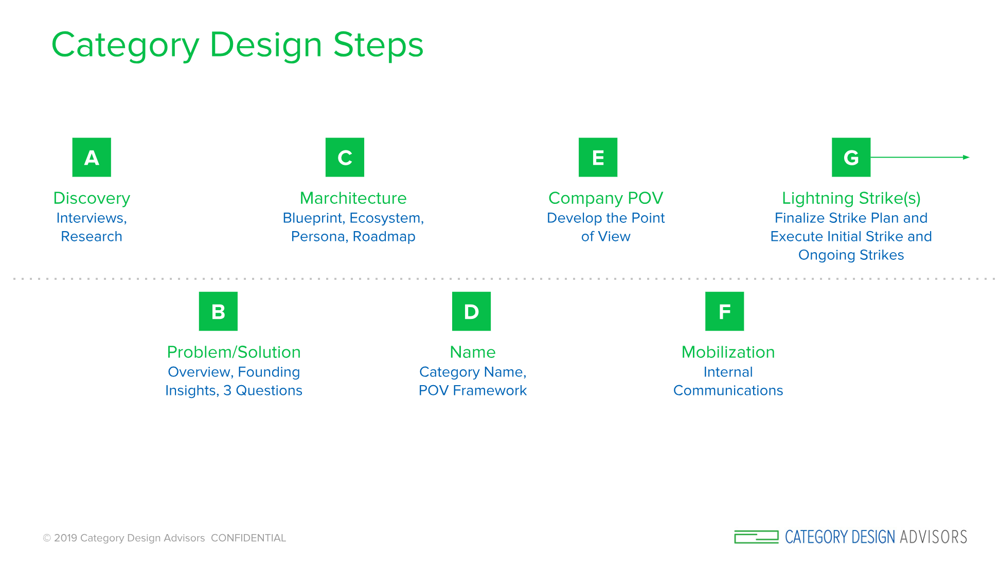 Category Design Steps
A
Discovery
Interviews,
Research
C
Marchitecture
Blueprint, Ecosystem,
Persona, Roadmap
E
Company POV
Develop the Point
of View
G
Lightning Strike(s)
Finalize Strike Plan and
Execute Initial Strike and
Ongoing Strikes
B
Problem/Solution
Overview, Founding
Insights, 3 Questions
D
Name
Category Name,
POV Framework
F
Mobilization
Internal
Communications
© 2019 Category Design Advisors CONFIDENTIAL
CATEGORY DESIGN ADVISORS